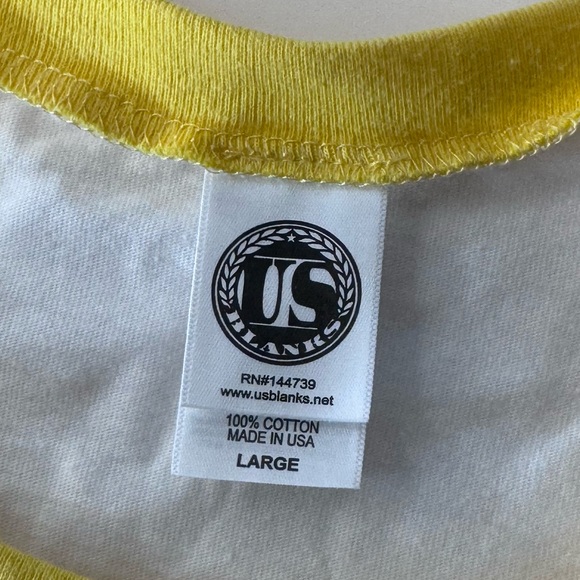 US
BLANKS
RN#144739
www.usblanks.net
100% COTTON
MADE IN USA
LARGE